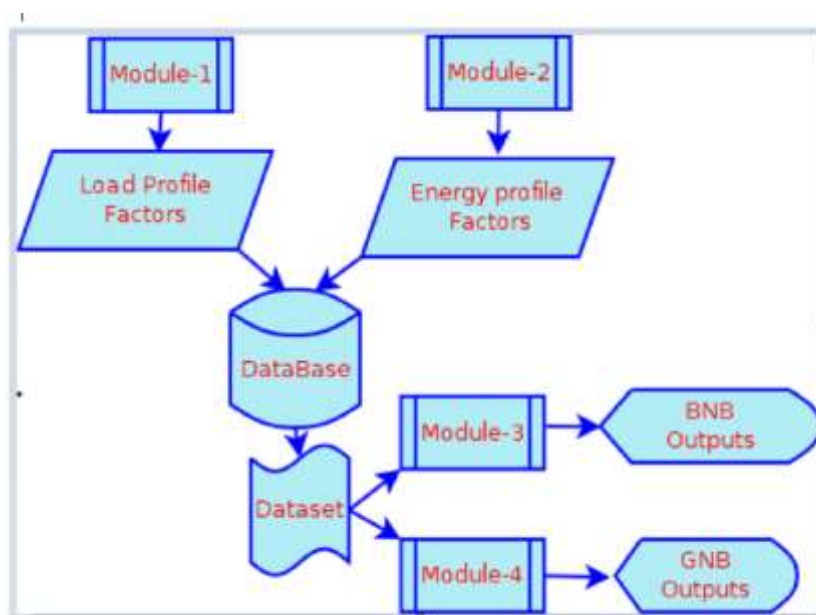 Module-1
Module-2
Load Profile
Factors
Energy profile
Factors
DataBase
Module-3
BNB
Outputs
Dataset
Module-4
GNB
Outputs